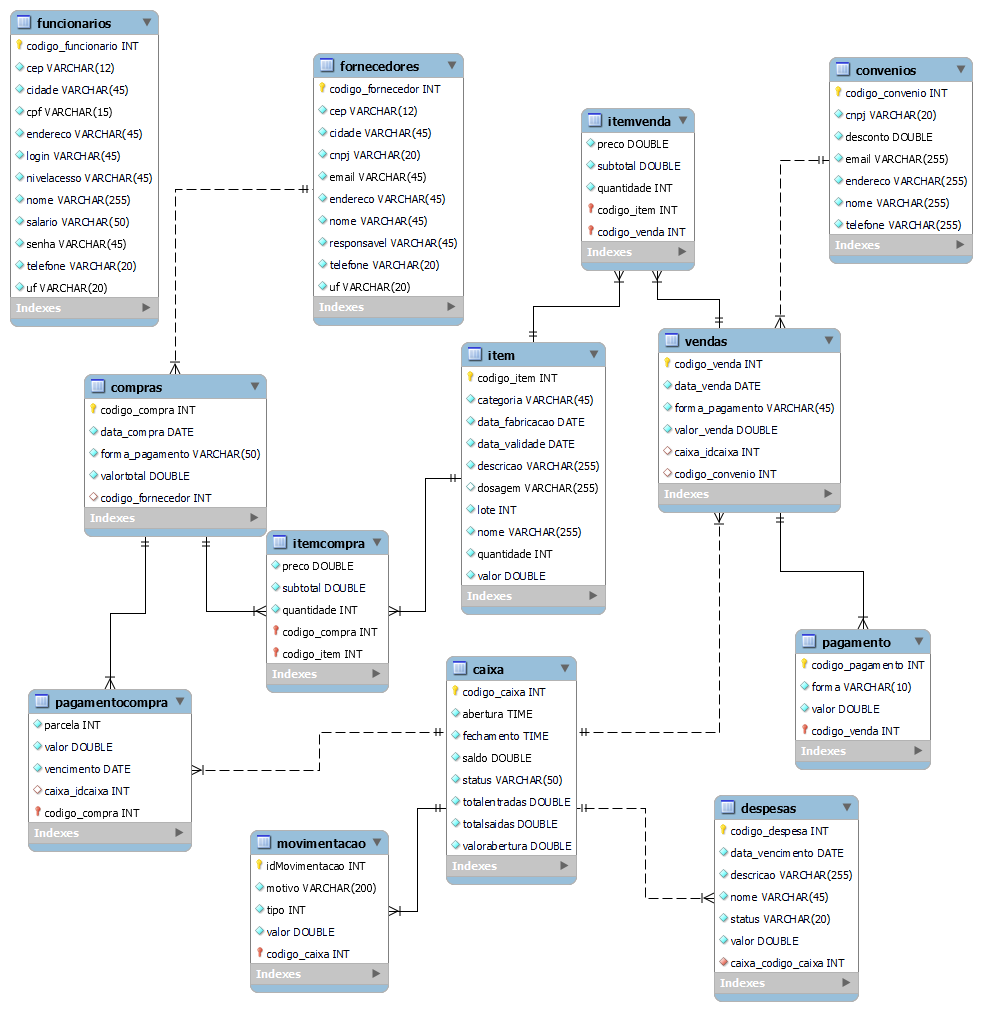 funcionarios
codigo_funcionario INT
cep VARCHAR(12)
cidade VARCHAR(45)
cpf VARCHAR(15)
endereco VARCHAR(45)
login VARCHAR(45)
nivelacesso VARCHAR(45)
nome VARCHAR(255)
salario VARCHAR(50)
senha VARCHAR(45)
telefone VARCHAR(20)
uf VARCHAR(20)
Indexes
fornecedores
codigo_fornecedor INT
cep VARCHAR(12)
cidade VARCHAR(45)
cnpj VARCHAR(20)
email VARCHAR(45)
endereco VARCHAR(45)
nome VARCHAR(45)
responsavel VARCHAR(45)
telefone VARCHAR(20)
uf VARCHAR(20)
Indexes
itemvenda
preco DOUBLE
subtotal DOUBLE
quantidade INT
codigo_item INT
codigo_venda INT
Indexes
convenios
codigo_convenio INT
cnpj VARCHAR(20)
desconto DOUBLE
email VARCHAR(255)
endereco VARCHAR(255)
nome VARCHAR(255)
telefone VARCHAR(255)
Indexes
compras
codigo_compra INT
data_compra DATE
forma_pagamento VARCHAR(50)
valortotal DOUBLE
codigo_fornecedor INT
Indexes
item
codigo_item INT
categoria VARCHAR(45)
data_fabricacao DATE
data_validade DATE
descricao VARCHAR(255)
dosagem VARCHAR(255)
lote INT
nome VARCHAR(255)
quantidade INT
valor DOUBLE
Indexes
vendas
codigo_venda INT
data_venda DATE
forma_pagamento VARCHAR(45)
valor_venda DOUBLE
caixa_idcaixa INT
codigo_convenio INT
Indexes
itemcompra
preco DOUBLE
subtotal DOUBLE
quantidade INT
codigo_compra INT
codigo_item INT
Indexes
pagamento
codigo_pagamento INT
forma VARCHAR(10)
valor DOUBLE
codigo_venda INT
Indexes
pagamentocompra
parcela INT
valor DOUBLE
vencimento DATE
caixa_idcaixa INT
codigo_compra INT
Indexes
caixa
codigo_caixa INT
abertura TIME
fechamento TIME
saldo DOUBLE
status VARCHAR(50)
totalentradas DOUBLE
totalsaidas DOUBLE
valorabertura DOUBLE
Indexes
movimentacao
idMovimentacao INT
motivo VARCHAR(200)
tipo INT
valor DOUBLE
codigo_caixa INT
Indexes
despesas
codigo_despesa INT
data_vencimento DATE
descricao VARCHAR(255)
nome VARCHAR(45)
status VARCHAR(20)
valor DOUBLE
caixa_codigo_caixa INT
Indexes